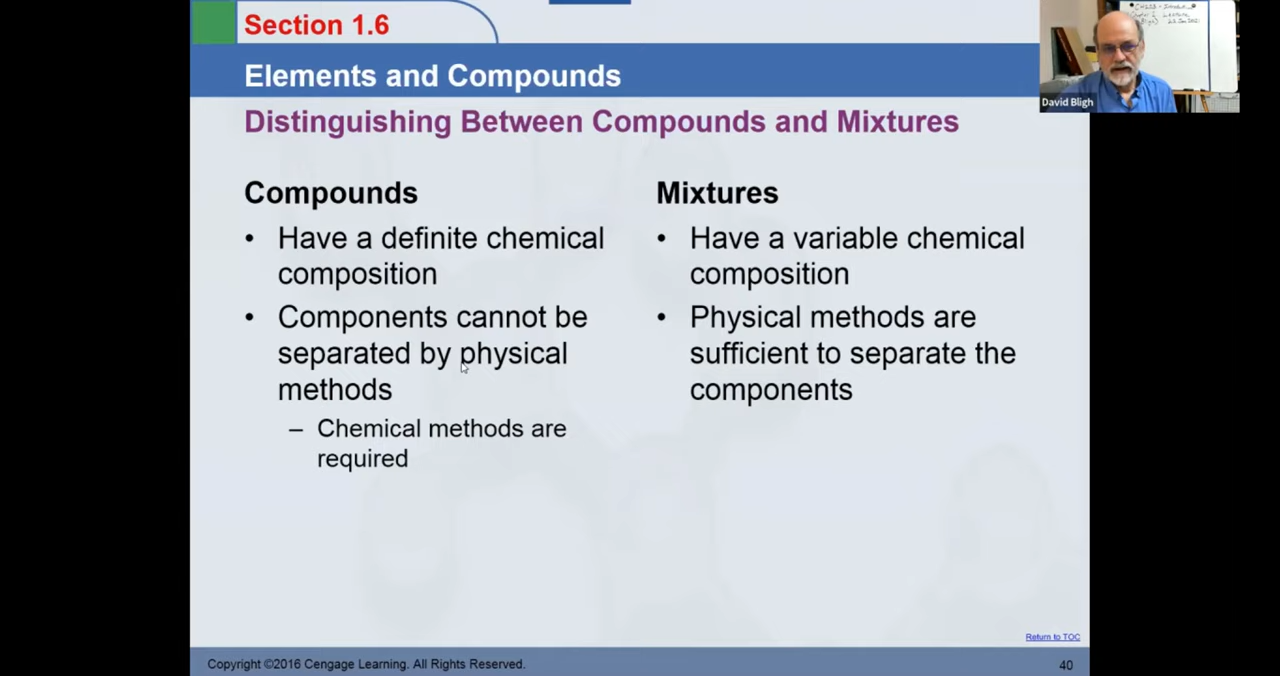 Section 1.6
Elements and Compounds
Distinguishing Between Compounds and Mixtures
Compounds
• Have a definite chemical
composition
• Components cannot be
separated by physical
methods
– Chemical methods are
required
Mixtures
• Have a variable chemical
composition
• Physical methods are
sufficient to separate the
components
David Bligh
Return to TOC
Copyright ©2016 Cengage Learning. All Rights Reserved.
40